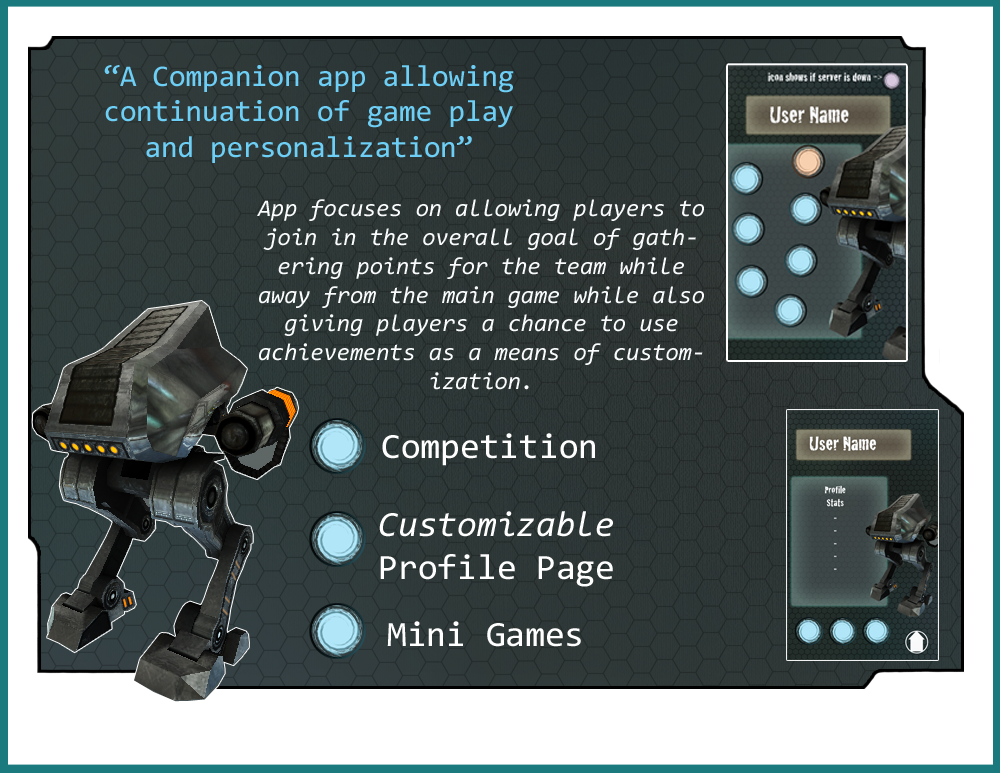 “A Companion app allowing
continuation of game play
and personalization”
App focuses on allowing players to
join in the overall goal of gath-
ering points for the team while
away from the main game while also
giving players a chance to use
achievements as a means of custom-
ization.
Competition
Customizable
Profile Page
Mini Games
icon shows if server is down ->
User Name
User Name
Profile
Stats
-
-
-
-
-